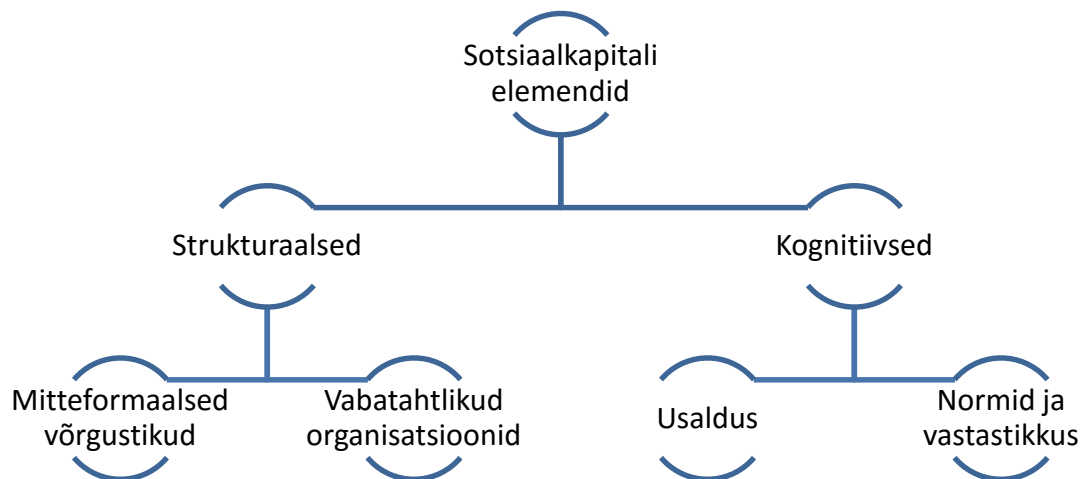 Sotsiaalkapitali
elemendid
Strukturaalsed
Kognitiivsed
Mitteformaalsed
võrgustikud
Vabatahtlikud
organisatsioonid
Usaldus
Normid ja
vastastikkus